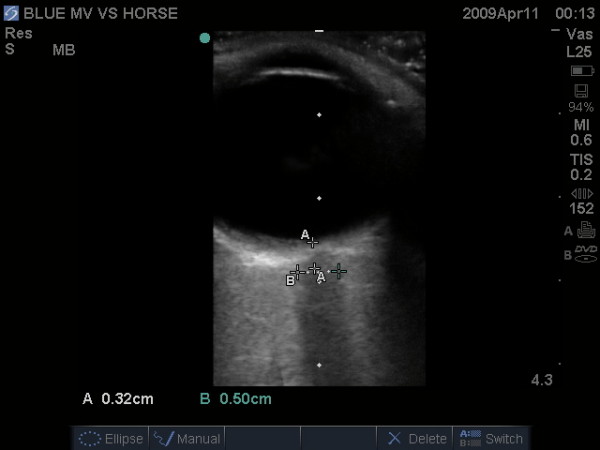 BLUE MV VS HORSE 2009Apr11 00:13
Res
S MB
Vas
L25
94%
MI
0.6
TIS
0.2
152
A
B DVD
A
B A
4.3
A 0.32cm B 0.50cm
Ellipse Manual Delete A: B: Switch